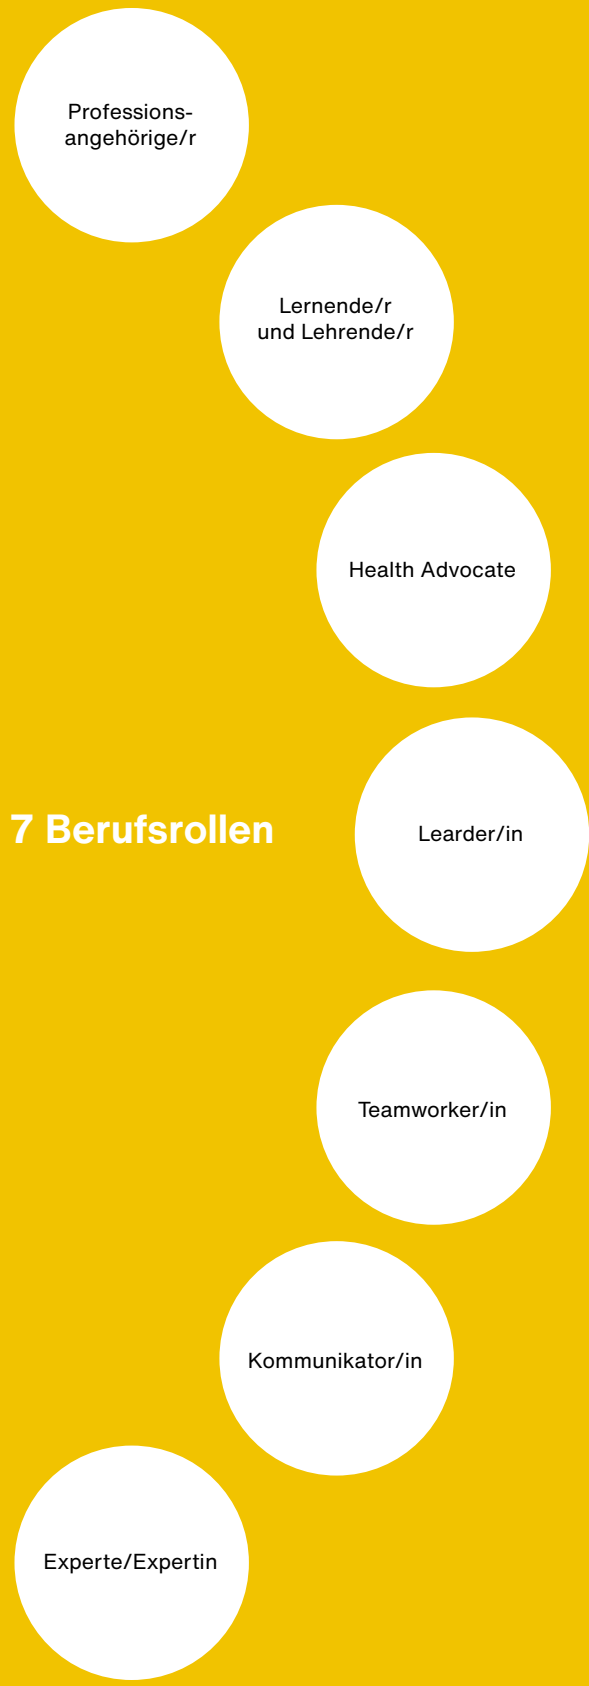 Professions-
angehörige/r
Lernende/r
und Lehrende/r
Health Advocate
7 Berufsrollen
Learder/in
Teamworker/in
Kommunikator/in
Experte/Expertin